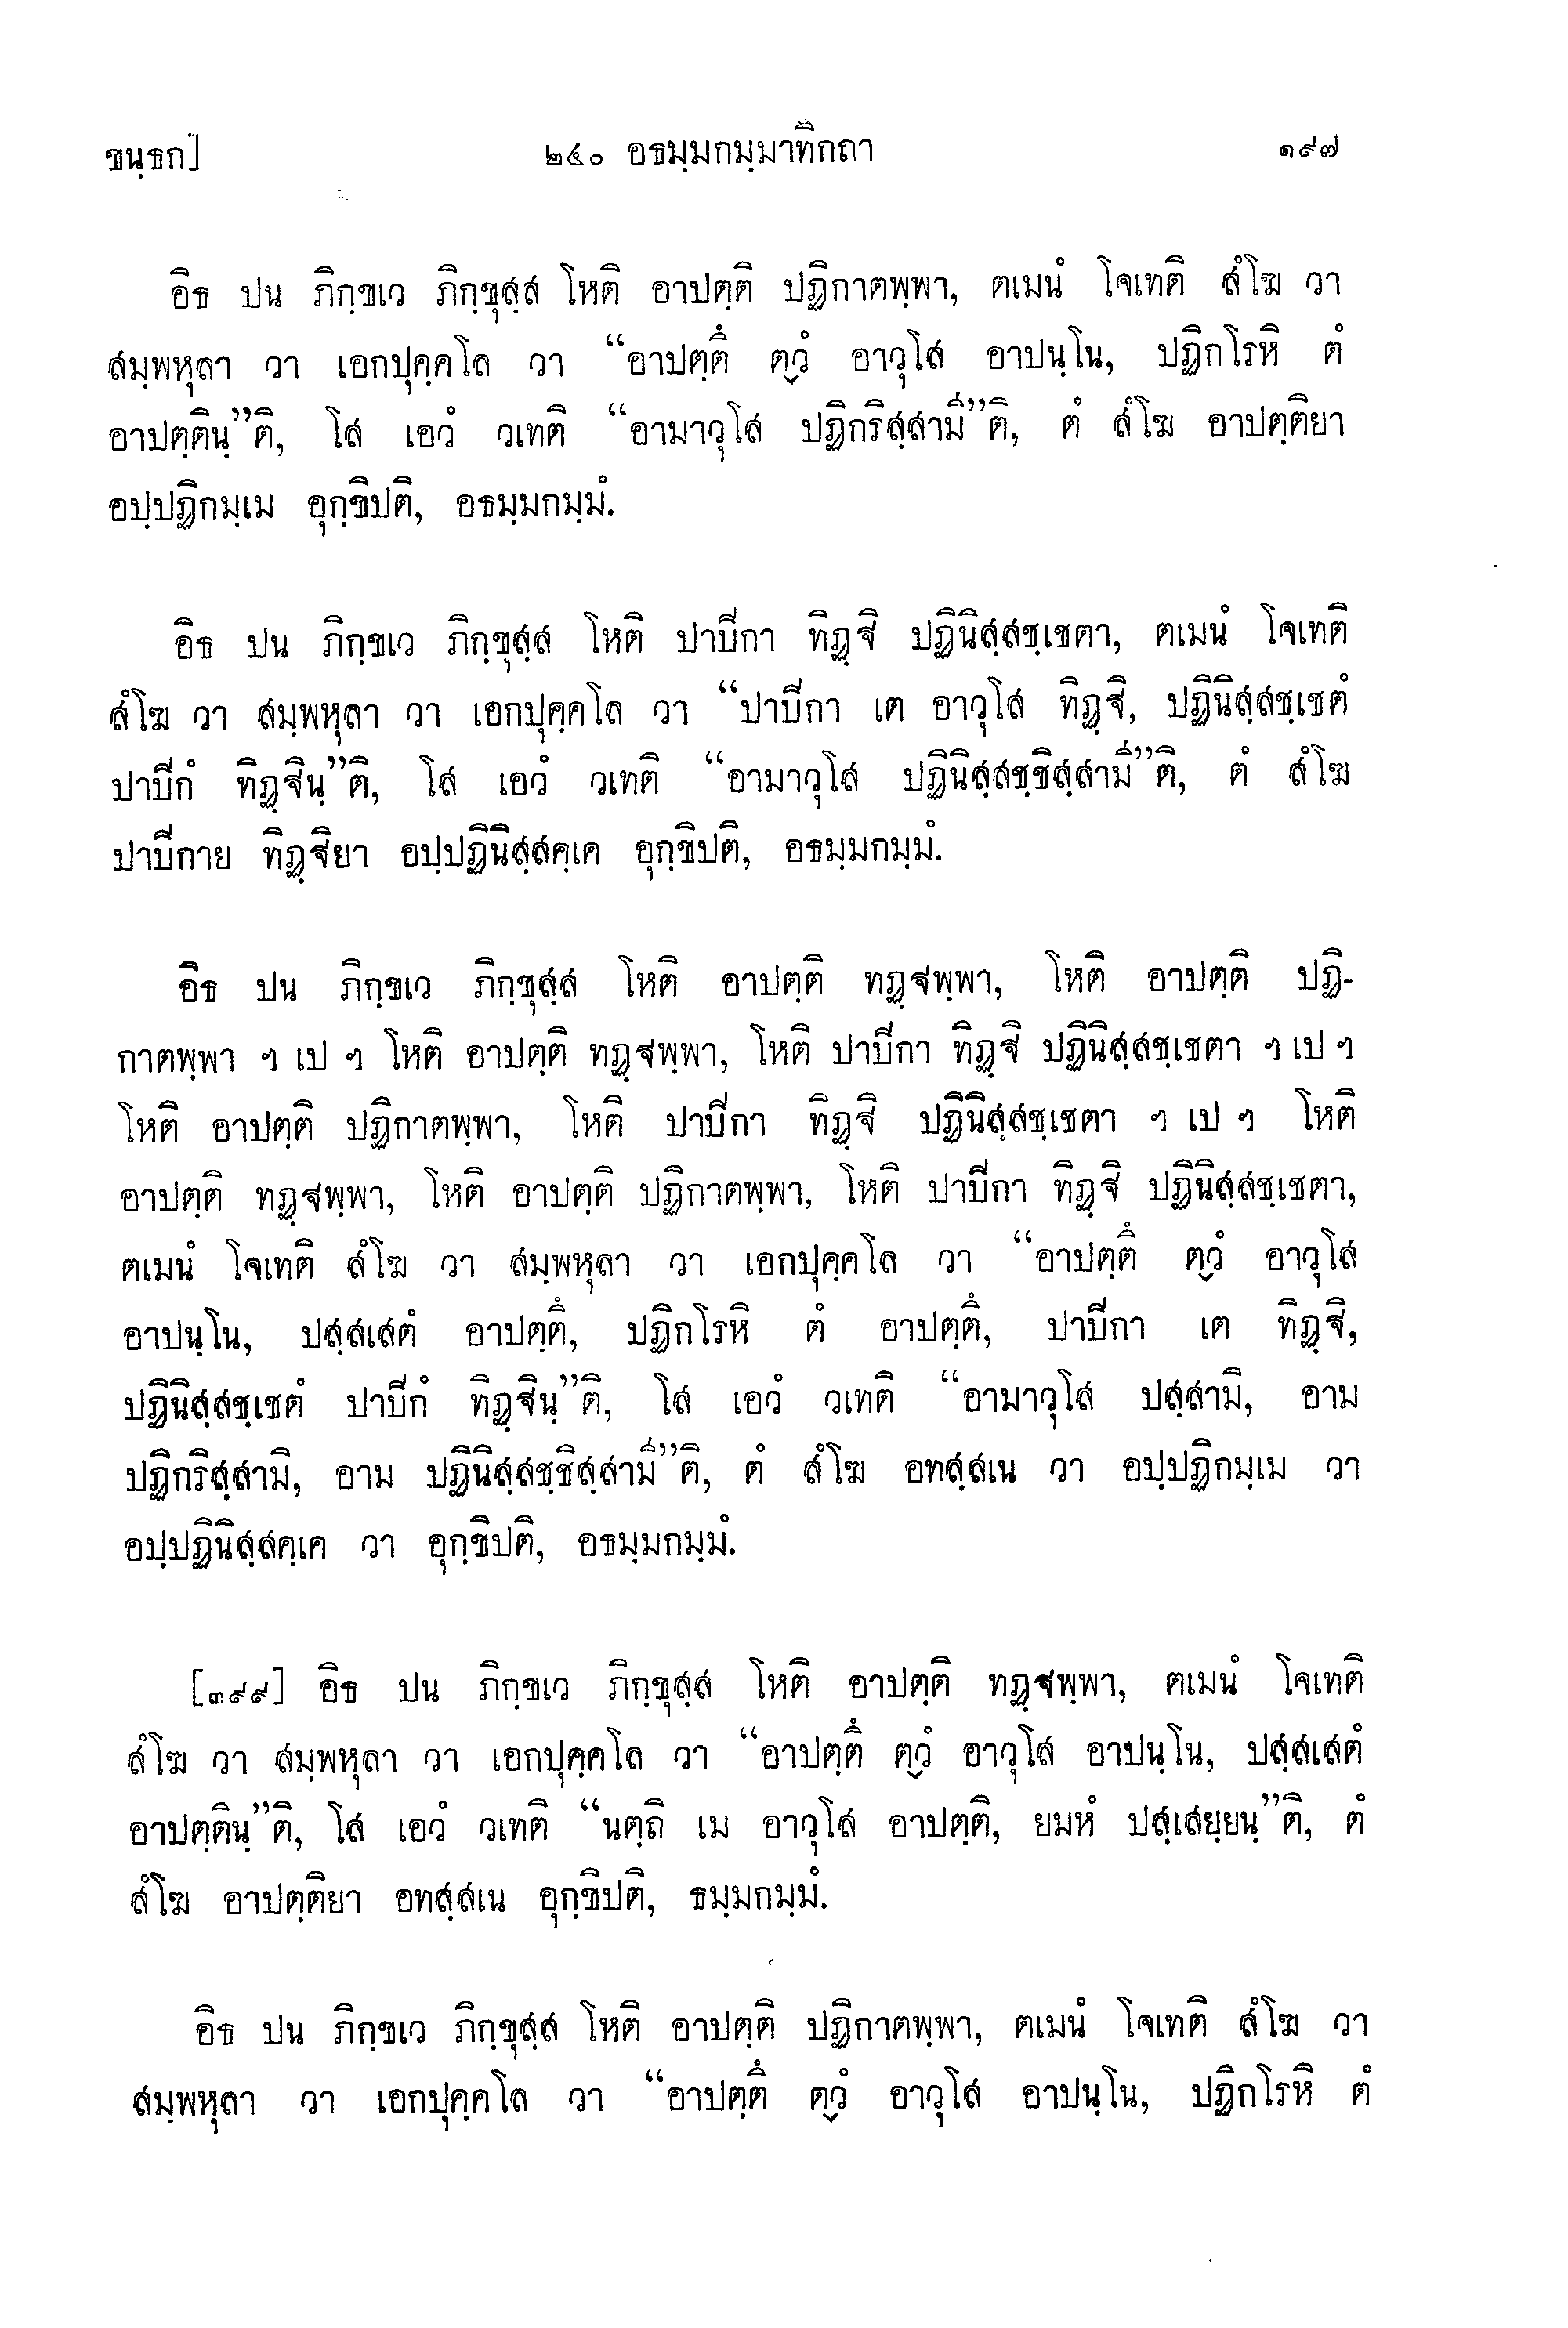 ขนฺธก]
๒๔๐ อธมฺมกมฺมาทิกถา
๑๙๗
อิธ ปน ภิกฺขเว ภิกฺขุสฺส โหติ อาปตฺติ ปฏิกาตพฺพา, ตเมนํ โจเทติ สํโฆ วา
สมฺพหุลา วา เอกปุคฺคโล วา “อาปตฺตึ ตฺวํ อาวุโส อาปนฺโน, ปฏิกโรหิ ตํ
อาปตฺตินฺ”ติ, โส เอวํ วเทติ “อามาวุโส ปฏิกริสฺสามี”ติ, ตํ สํโฆ อาปตฺติยา
อปฺปฏิกมฺเม อุกฺขิปติ, อธมฺมกมฺมํ.
อิธ ปน ภิกฺขเว ภิกฺขุสฺส โหติ ปาปิกา ทิฏฺฐิ ปฏินิสฺสชฺเชตา, ตเมนํ โจเทติ
สํโฆ วา สมฺพหุลา วา เอกปุคฺคโล วา “ปาปิกา เต อาวุโส ทิฏฺฐิ, ปฏินิสฺสชฺเชตํ
ปาปิกํ ทิฏฺฐินฺ”ติ, โส เอวํ วเทติ “อามาวุโส ปฏินิสฺสชฺชิสฺสามี”ติ, ตํ สํโฆ
ปาปิกาย ทิฏฺฐิยา อปฺปฏินิสฺสคฺเค อุกฺขิปติ, อธมฺมกมฺมํ.
อิธ ปน ภิกฺขเว ภิกฺขุสฺส โหติ อาปตฺติ ทฏฺฐพฺพา, โหติ อาปตฺติ ปฏิ-
กาตพฺพา ฯ เป ฯ โหติ อาปตฺติ ทฏฺฐพฺพา, โหติ ปาปิกา ทิฏฺฐิ ปฏินิสฺสชฺเชตา ฯ เป ฯ
โหติ อาปตฺติ ปฏิกาตพฺพา, โหติ ปาปิกา ทิฏฺฐิ ปฏินิสฺสชฺเชตา ฯ เป ฯ โหติ
อาปตฺติ ทฏฺฐพฺพา, โหติ อาปตฺติ ปฏิกาตพฺพา, โหติ ปาปิกา ทิฏฺฐิ ปฏินิสฺสชฺเชตา,
ตเมนํ โจเทติ สํโฆ วา สมฺพหุลา วา เอกปุคฺคโล วา “อาปตฺตึ ตฺวํ อาวุโส
อาปนฺโน, ปสฺสเสตํ อาปตฺตึ, ปฏิกโรหิ ตํ อาปตฺตึ, ปาปิกา เต ทิฏฺฐิ,
ปฏินิสฺสชฺเชตํ ปาปิกํ ทิฏฺฐินฺ”ติ, โส เอวํ วเทติ “อามาวุโส ปสฺสามิ, อาม
ปฏิกริสฺสามิ, อาม ปฏินิสฺสชฺชิสฺสามี”ติ, ตํ สํโฆ อทสฺสเน วา อปฺปฏิกมฺเม วา
อปฺปฏินิสฺสคฺเค วา อุกฺขิปติ, อธมฺมกมฺมํ.
[๓๙๙] อิธ ปน ภิกฺขเว ภิกฺขุสฺส โหติ อาปตฺติ ทฏฺฐพฺพา, ตเมนํ โจเทติ
สํโฆ วา สมฺพหุลา วา เอกปุคฺคโล วา “อาปตฺตึ ตฺวํ อาวุโส อาปนฺโน, ปสฺสเสตํ
อาปตฺตินฺ”ติ, โส เอวํ วเทติ “นตฺถิ เม อาวุโส อาปตฺติ, ยมหํ ปสฺเสยฺยนฺ”ติ, ตํ
สํโฆ อาปตฺติยา อทสฺสเน อุกฺขิปติ, ธมฺมกมฺมํ.
อิธ ปน ภิกฺขเว ภิกฺขุสฺส โหติ อาปตฺติ ปฏิกาตพฺพา, ตเมนํ โจเทติ สํโฆ วา
สมฺพหุลา วา เอกปุคฺคโล วา “อาปตฺตึ ตฺวํ อาวุโส อาปนฺโน, ปฏิกโรหิ ตํ